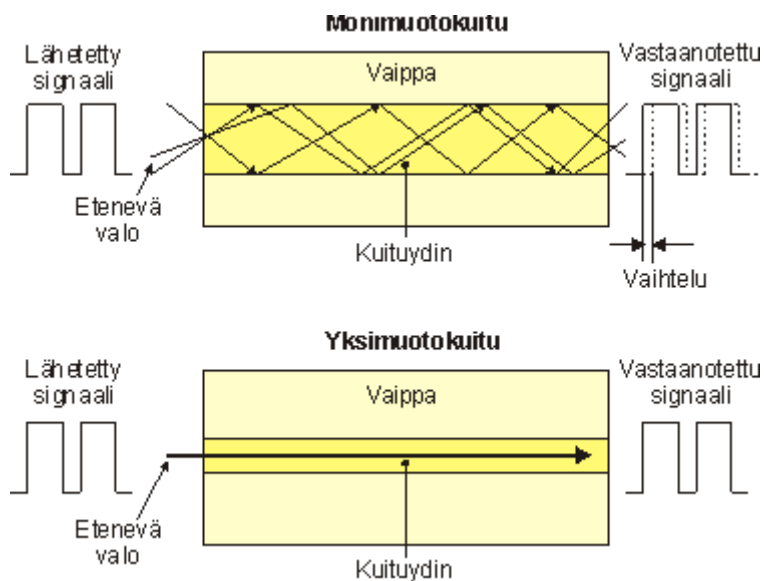 Monimuotokuitu
Lähetetty
signaali
Vaippa
Vastaanotettu
signaali
Etenevä
valo
Kuituydin
Vaihtelu
Yksimuotokuitu
Lähetetty
signaali
Vaippa
Vastaanotettu
signaali
Etenevä
valo
Kuituydin